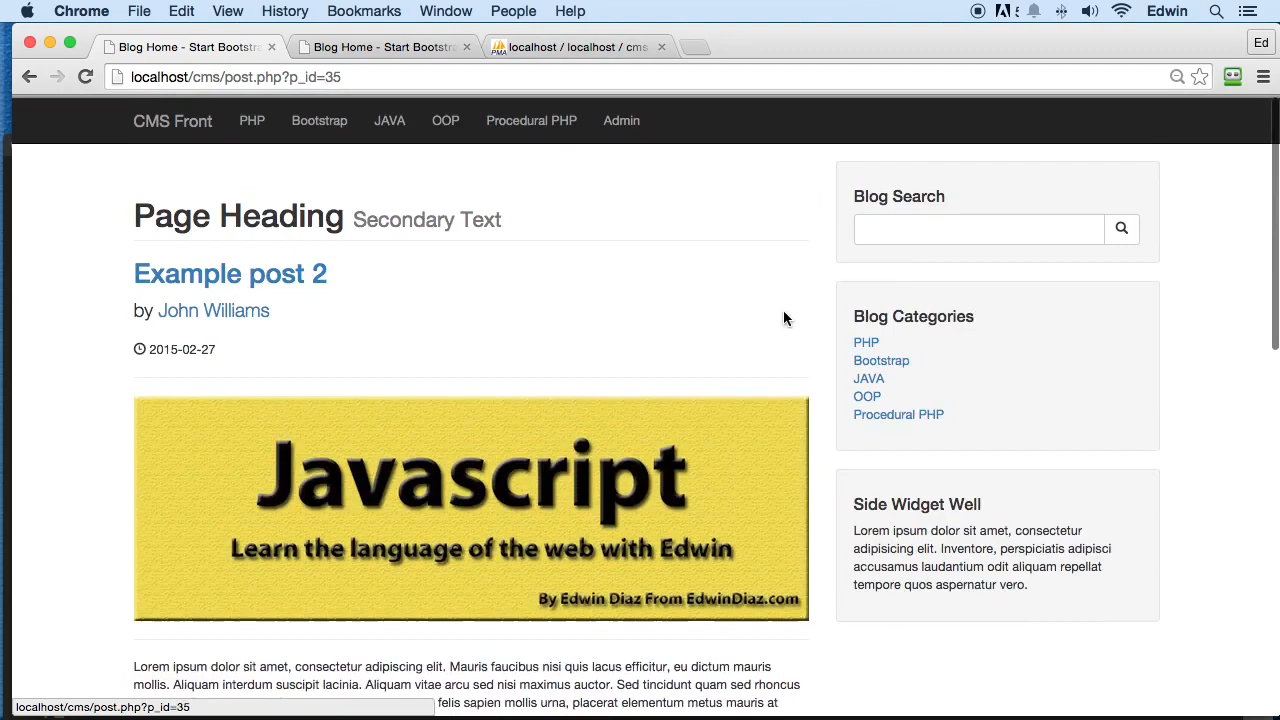 Chrome File Edit View History Bookmarks Window People Help Edwin
Blog Home - Start Bootstra Blog Home - Start Bootstra localhost / localhost / cms Ed
localhost/cms/post.php?p_id=35
CMS Front PHP Bootstrap JAVA OOP Procedural PHP Admin
Page Heading Secondary Text
Example post 2
by John Williams
2015-02-27
Javascript
Learn the language of the web with Edwin
By Edwin Diaz From EdwinDiaz.com
Lorem ipsum dolor sit amet, consectetur adipiscing elit. Mauris faucibus nisi quis lacus efficitur, eu dictum mauris
mollis. Aliquam interdum suscipit lacinia. Aliquam vitae arcu sed nisi maximus auctor. Sed tincidunt quam sed rhoncus
felis sapien mollis urna, placerat elementum metus mauris at
Blog Search
Blog Categories
PHP
Bootstrap
JAVA
OOP
Procedural PHP
Side Widget Well
Lorem ipsum dolor sit amet, consectetur
adipisicing elit. Inventore, perspiciatis adipisci
accusamus laudantium odit aliquam repellat
tempore quos aspernatur vero.
localhost/cms/post.php?p_id=35